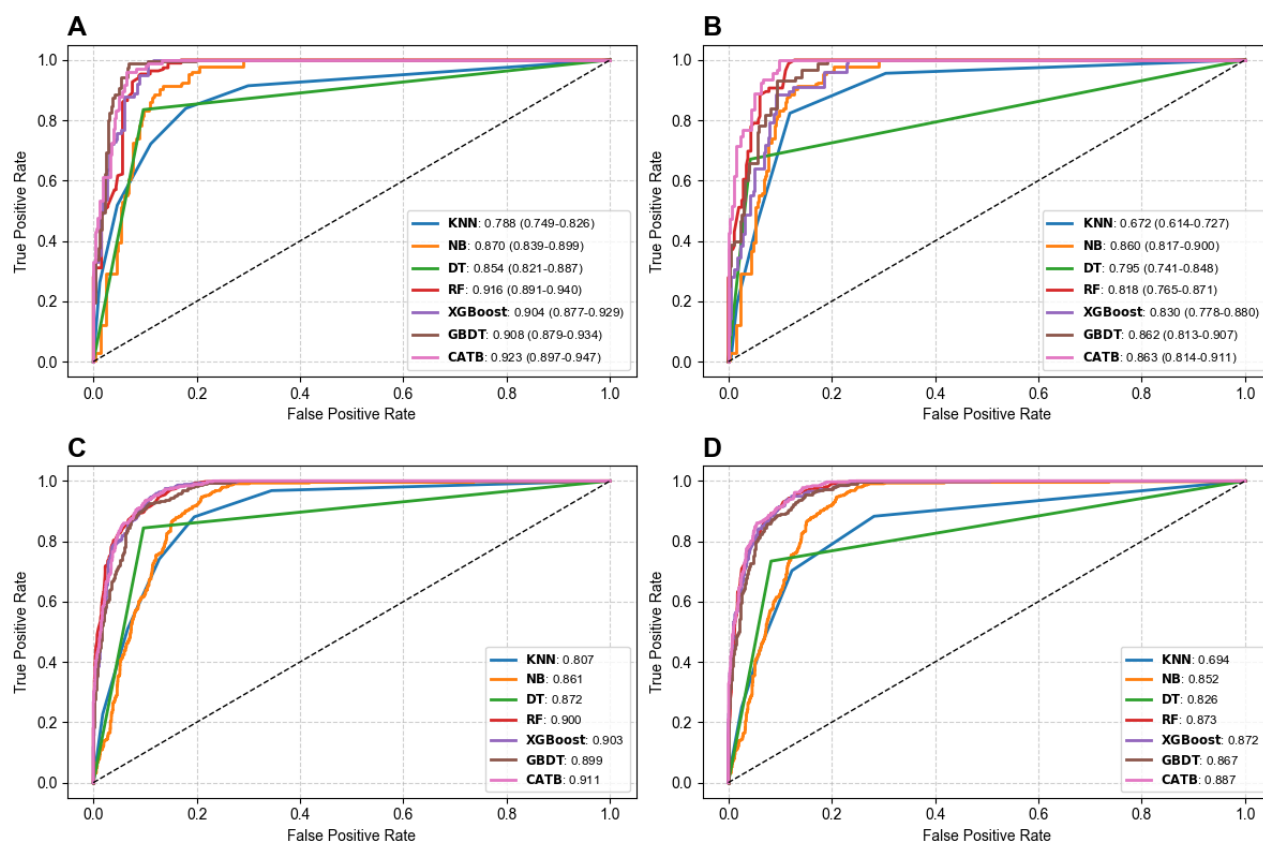 A
True Positive Rate
1.0
0.8
0.6
0.4
0.2
0.0
KNN: 0.788 (0.749-0.826)
NB: 0.870 (0.839-0.899)
DT: 0.854 (0.821-0.887)
RF: 0.916 (0.891-0.940)
XGBoost: 0.904 (0.877-0.929)
GBDT: 0.908 (0.879-0.934)
CATB: 0.923 (0.897-0.947)
0.0 0.2 0.4 0.6 0.8 1.0
False Positive Rate
B
True Positive Rate
1.0
0.8
0.6
0.4
0.2
0.0
KNN: 0.672 (0.614-0.727)
NB: 0.860 (0.817-0.900)
DT: 0.795 (0.741-0.848)
RF: 0.818 (0.765-0.871)
XGBoost: 0.830 (0.778-0.880)
GBDT: 0.862 (0.813-0.907)
CATB: 0.863 (0.814-0.911)
0.0 0.2 0.4 0.6 0.8 1.0
False Positive Rate
C
True Positive Rate
1.0
0.8
0.6
0.4
0.2
0.0
KNN: 0.807
NB: 0.861
DT: 0.872
RF: 0.900
XGBoost: 0.903
GBDT: 0.899
CATB: 0.911
0.0 0.2 0.4 0.6 0.8 1.0
False Positive Rate
D
True Positive Rate
1.0
0.8
0.6
0.4
0.2
0.0
KNN: 0.694
NB: 0.852
DT: 0.826
RF: 0.873
XGBoost: 0.872
GBDT: 0.867
CATB: 0.887
0.0 0.2 0.4 0.6 0.8 1.0
False Positive Rate